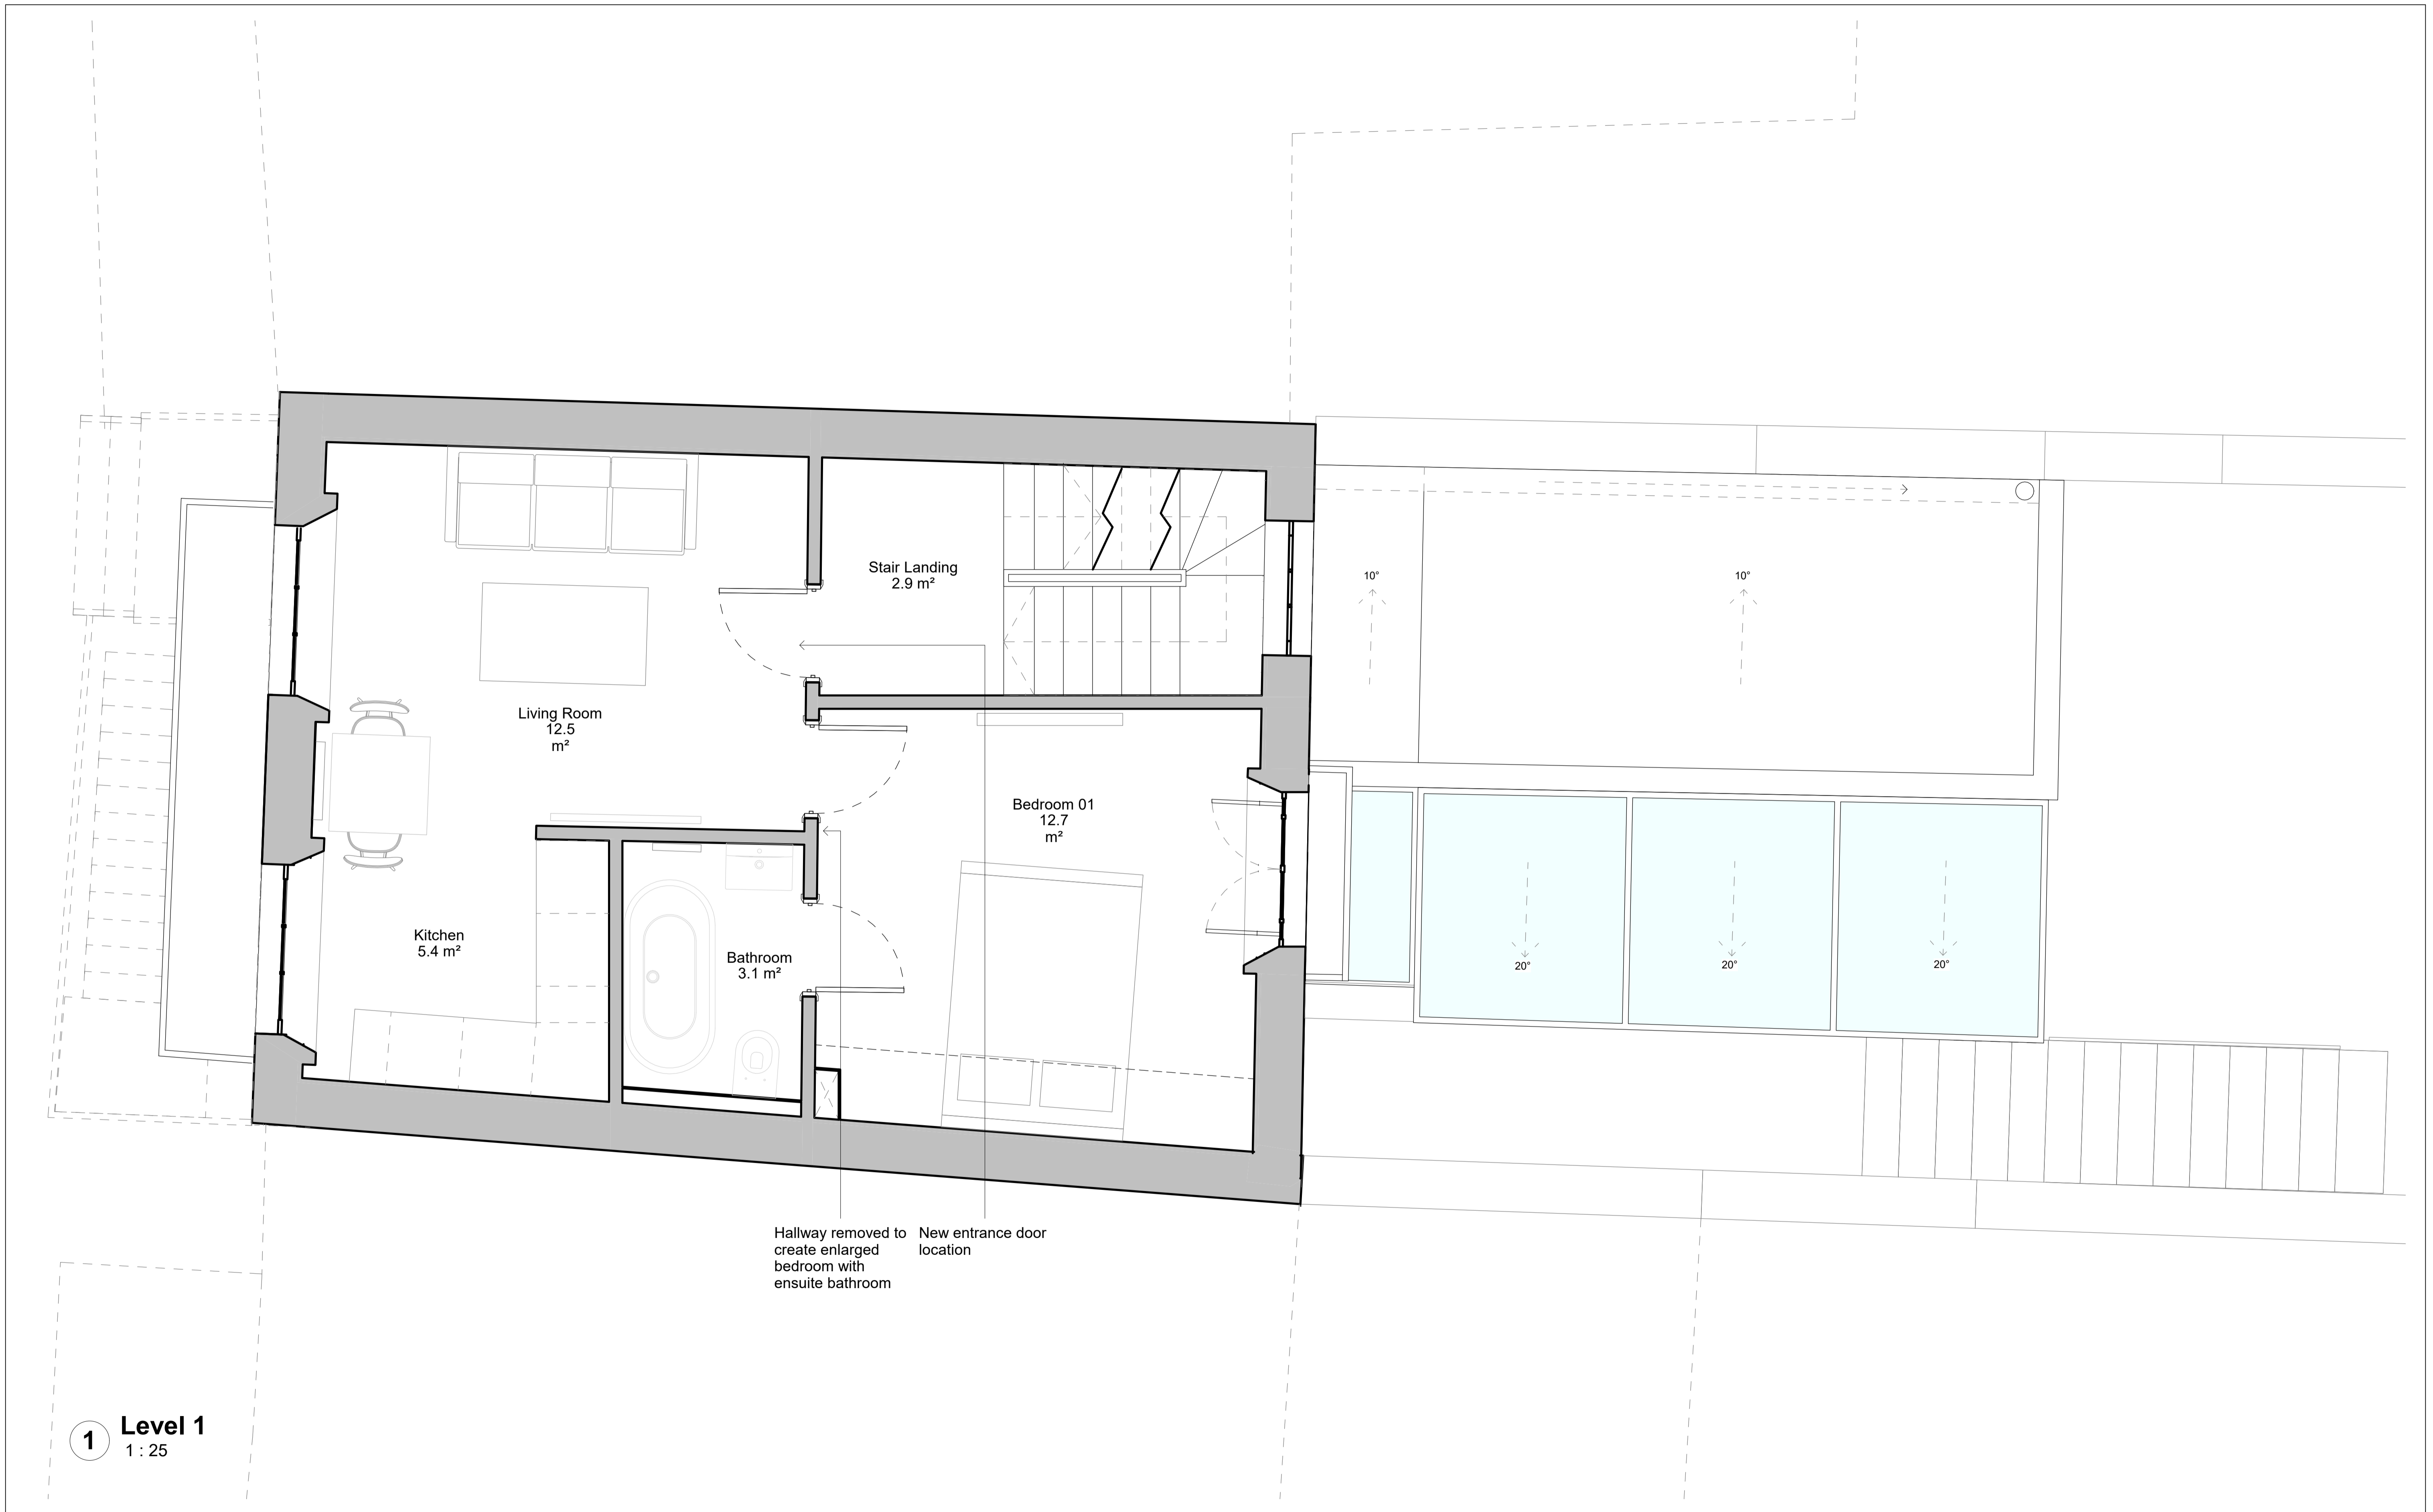 Stair Landing
2.9 m²
10°
10°
Living Room
12.5
m²
Bedroom 01
12.7
m²
Kitchen
5.4 m²
Bathroom
3.1 m²
20°
20°
20°
Hallway removed to
create enlarged
bedroom with
ensuite bathroom
New entrance door
location
1
Level 1
1 : 25